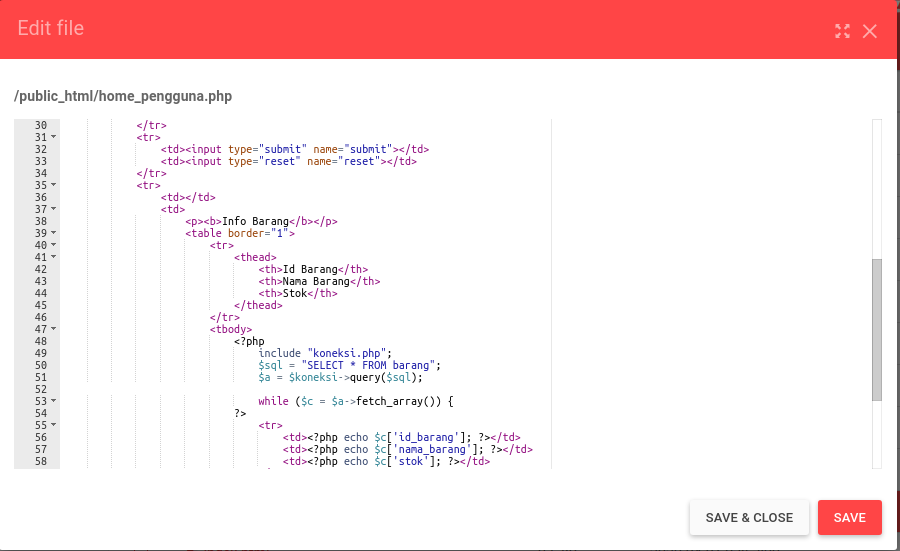 Edit file
/public_html/home_pengguna.php
30 </tr>
31 <tr>
32 <td><input type="submit" name="submit"></td>
33 <td><input type="reset" name="reset"></td>
34 </tr>
35 <tr>
36 <td></td>
37 <td>
38 <p><b>Info Barang</b></p>
39 <table border="1">
40 <tr>
41 <thead>
42 <th>Id Barang</th>
43 <th>Nama Barang</th>
44 <th>Stok</th>
45 </thead>
46 </tr>
47 <tbody>
48 <?php
49 include "koneksi.php";
50 $sql = "SELECT * FROM barang";
51 $a = $koneksi->query($sql);
52
53 while ($c = $a->fetch_array()) {
54 ?>
55 <tr>
56 <td><?php echo $c['id_barang']; ?></td>
57 <td><?php echo $c['nama_barang']; ?></td>
58 <td><?php echo $c['stok']; ?></td>
SAVE & CLOSE
SAVE